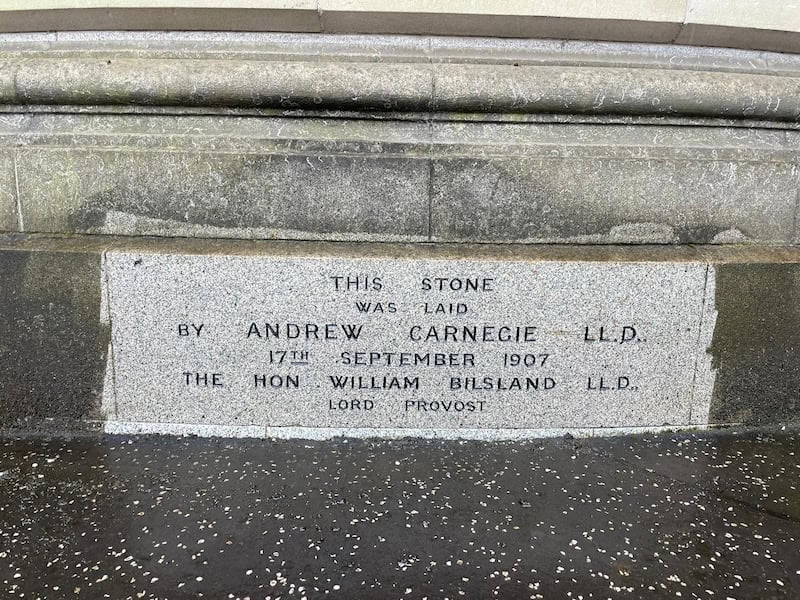 THIS STONE
WAS LAID
BY ANDREW CARNEGIE LL.D.,
17TH SEPTEMBER 1907
THE HON. WILLIAM BILSLAND LL.D.,
LORD PROVOST